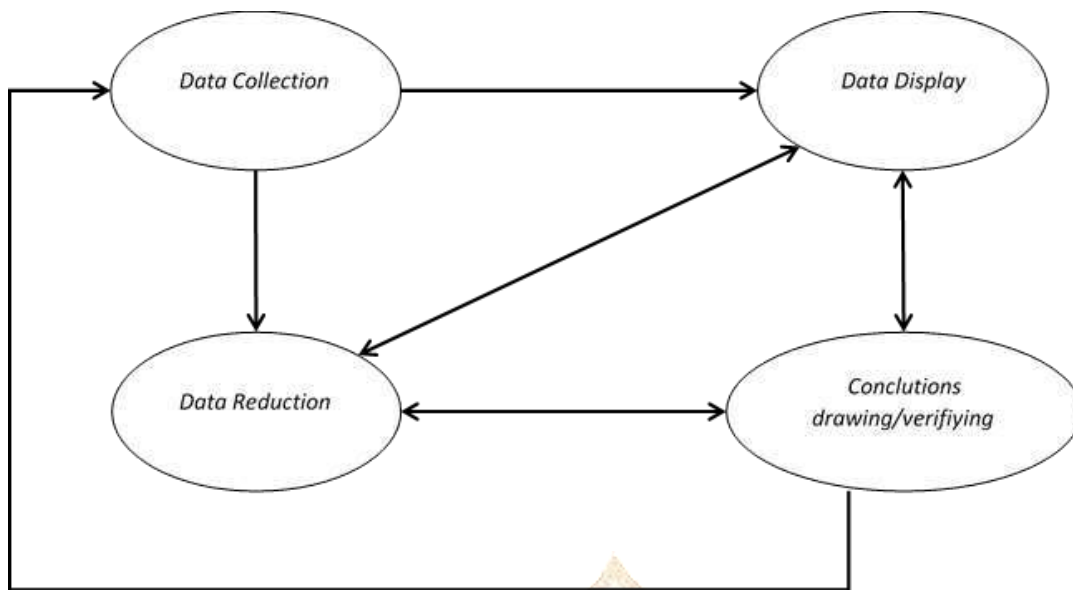 Data Collection
Data Display
Data Reduction
Conclutions
drawing/verifiying